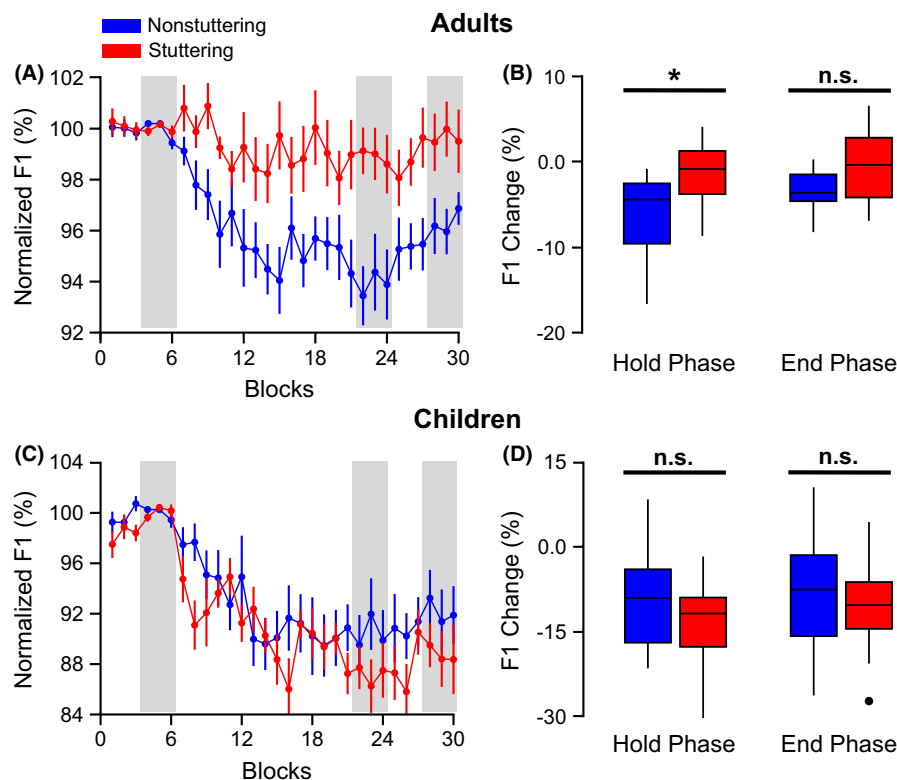 Adults
Nonstuttering
Stuttering
(A)
102
100
98
96
94
92
Normalized F1 (%)
0 6 12 18 24 30
Blocks
(B)
10
0.0
-10
-20
F1 Change (%)
* n.s.
Hold Phase End Phase
Children
(C)
104
100
96
92
88
84
Normalized F1 (%)
0 6 12 18 24 30
Blocks
(D)
15
0.0
-15
-30
F1 Change (%)
n.s. n.s.
Hold Phase End Phase